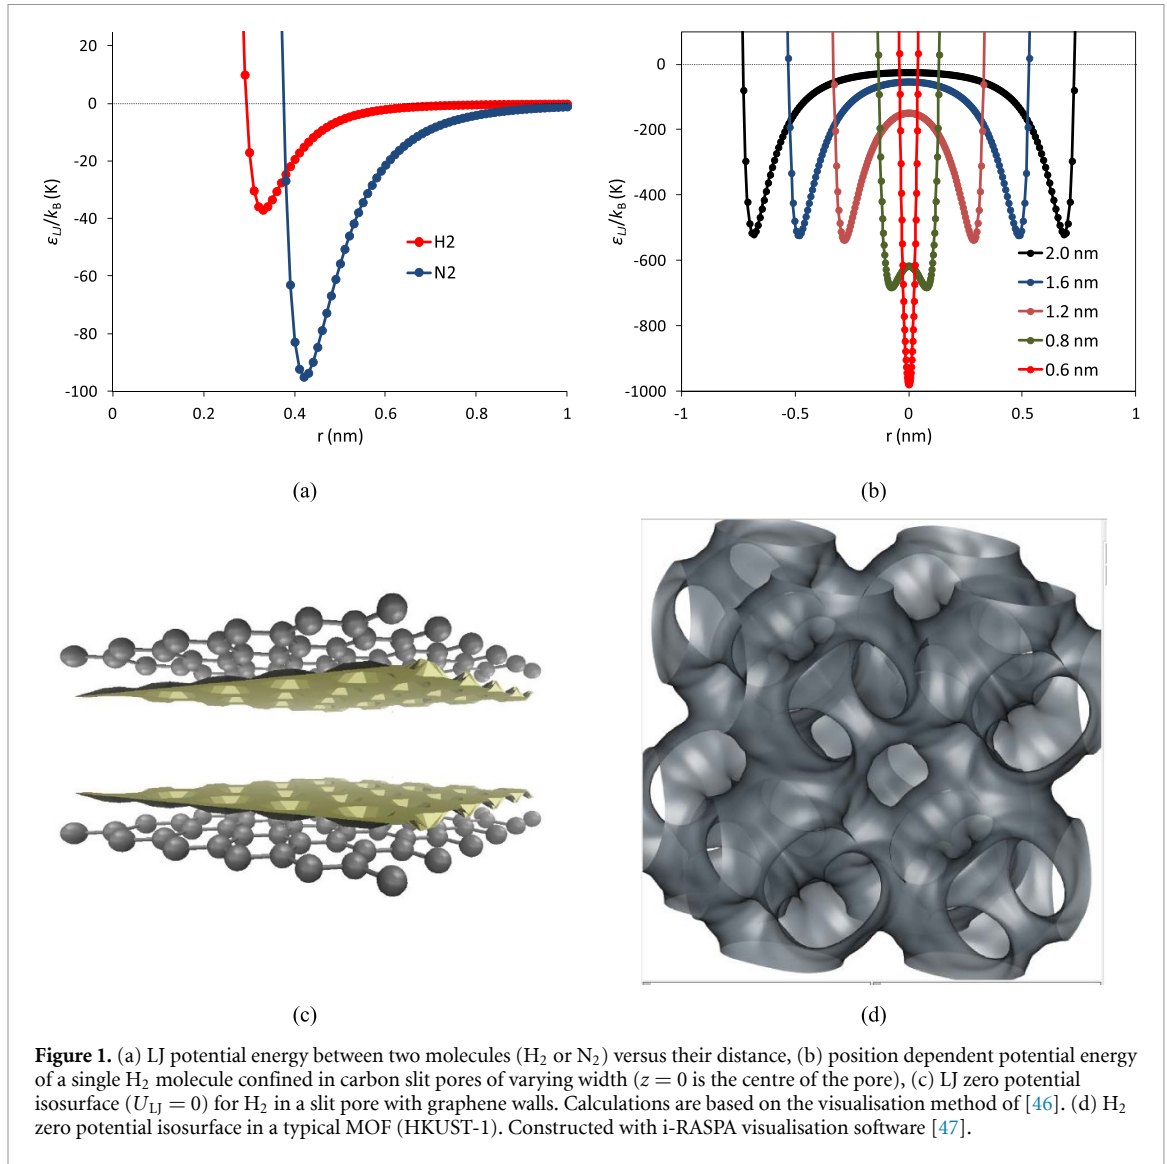 20
0
-20
-40
-60
-80
-100
0
0.2
0.4
0.6
0.8
1
ε_LJ/k_B (K)
r (nm)
H2
N2
(a)
0
-200
-400
-600
-800
-1000
-1
-0.5
0
0.5
1
ε_LJ/k_B (K)
r (nm)
2.0 nm
1.6 nm
1.2 nm
0.8 nm
0.6 nm
(b)
(c)
(d)
Figure 1. (a) LJ potential energy between two molecules (H₂ or N₂) versus their distance, (b) position dependent potential energy
of a single H₂ molecule confined in carbon slit pores of varying width (z = 0 is the centre of the pore), (c) LJ zero potential
isosurface (U_LJ = 0) for H₂ in a slit pore with graphene walls. Calculations are based on the visualisation method of [46]. (d) H₂
zero potential isosurface in a typical MOF (HKUST-1). Constructed with i-RASPA visualisation software [47].